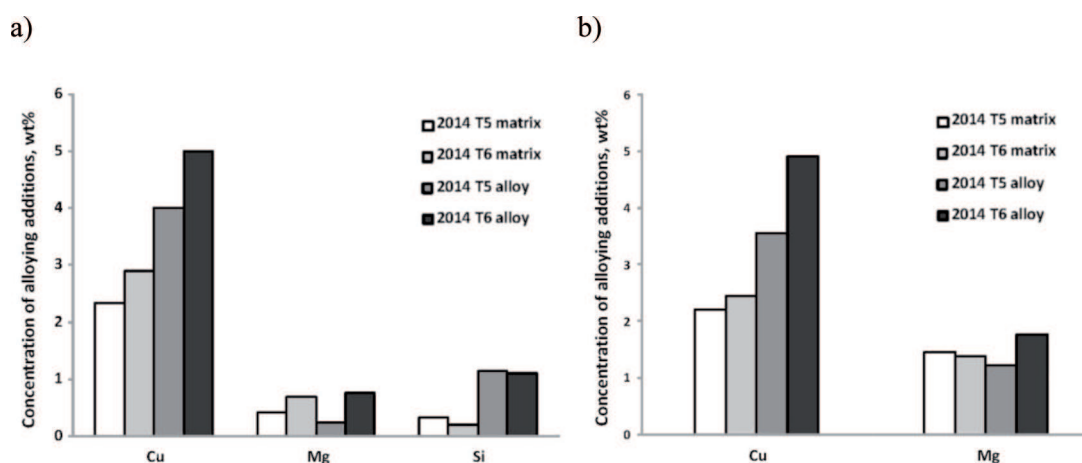 a)
Concentration of alloying additions, wt%
6
5
4
3
2
1
0
2014 T5 matrix
2014 T6 matrix
2014 T5 alloy
2014 T6 alloy
Cu Mg Si
b)
Concentration of alloying additions, wt%
6
5
4
3
2
1
0
2014 T5 matrix
2014 T6 matrix
2014 T5 alloy
2014 T6 alloy
Cu Mg